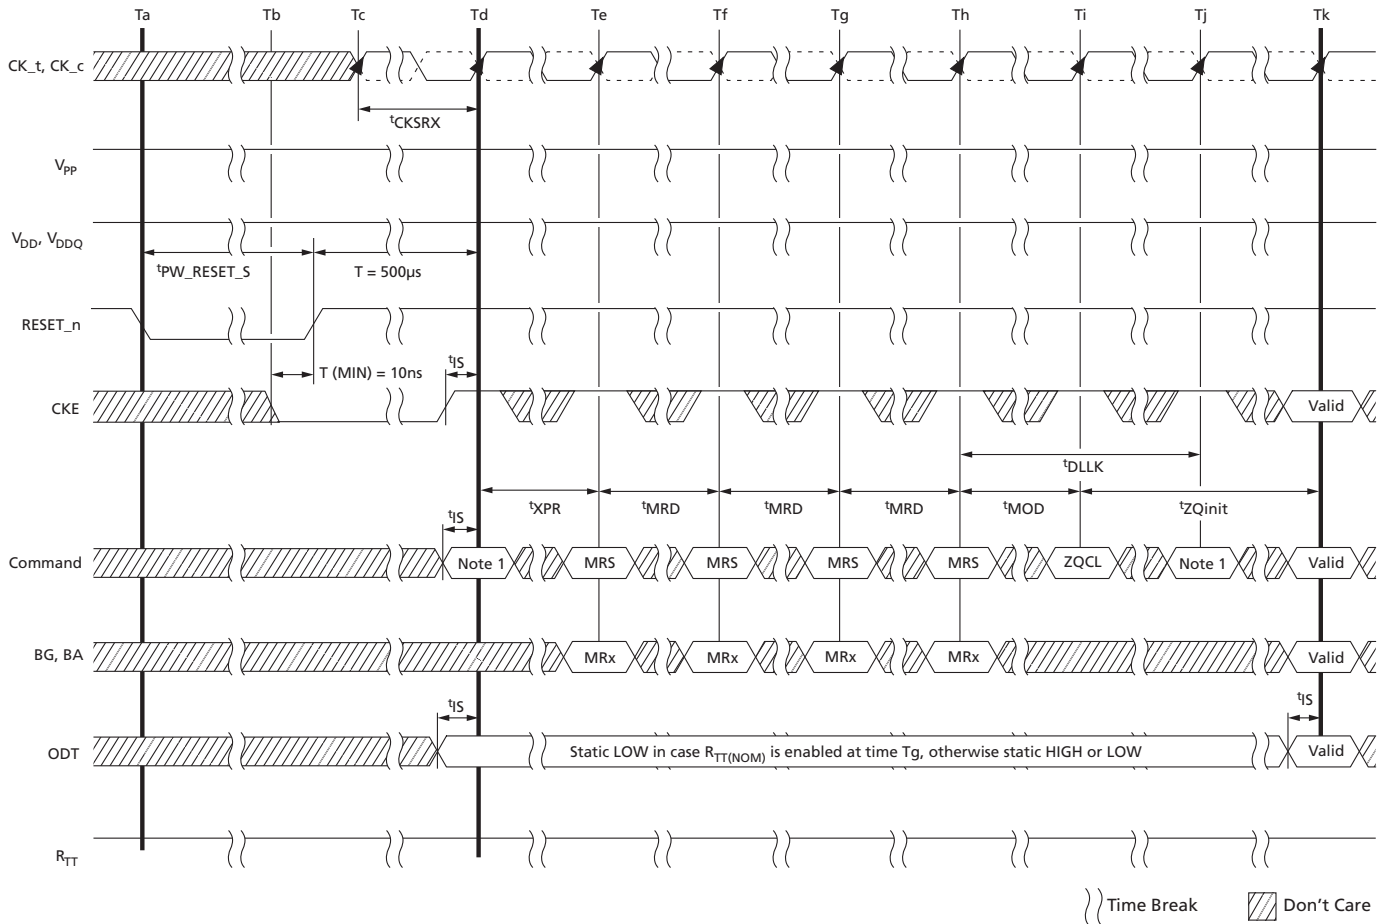 Ta Tb Tc Td Te Tf Tg Th Ti Tj Tk
CK_t, CK_c
tCKSRX
VPP
VDD, VDDQ
tPW_RESET_S T = 500μs
RESET_n
T (MIN) = 10ns tIS
CKE Valid
tDLLK
tXPR tMRD tMRD tMRD tMOD tZQinit
tIS
Command Note 1 MRS MRS MRS MRS ZQCL Note 1 Valid
BG, BA MRx MRx MRx MRx Valid
tIS tIS
ODT Static LOW in case RTT(NOM) is enabled at time Tg, otherwise static HIGH or LOW Valid
RTT
Time Break Don't Care